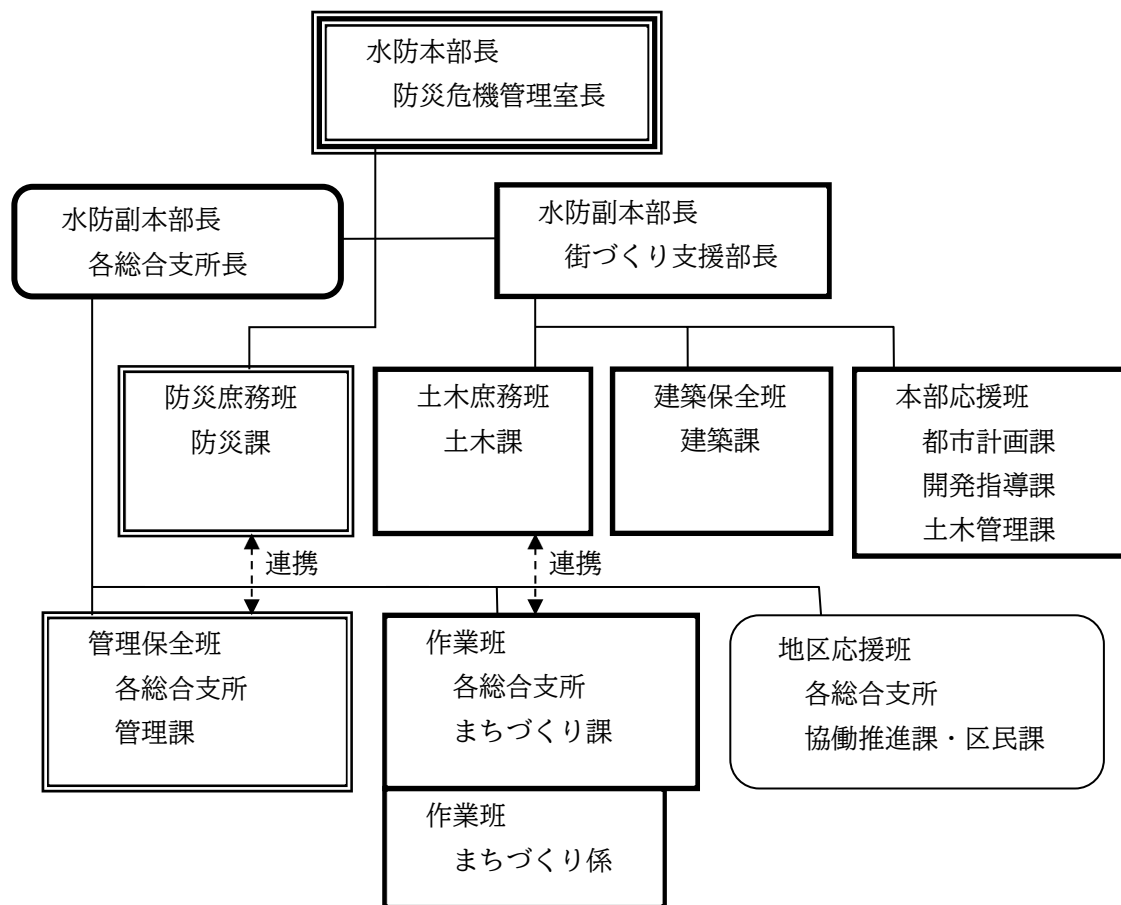 水防本部長
防災危機管理室長
水防副本部長
各総合支所長
水防副本部長
街づくり支援部長
防災庶務班
防災課
土木庶務班
土木課
建築保全班
建築課
本部応援班
都市計画課
開発指導課
土木管理課
連携
連携
管理保全班
各総合支所
管理課
作業班
各総合支所
まちづくり課
地区応援班
各総合支所
協働推進課・区民課
作業班
まちづくり係